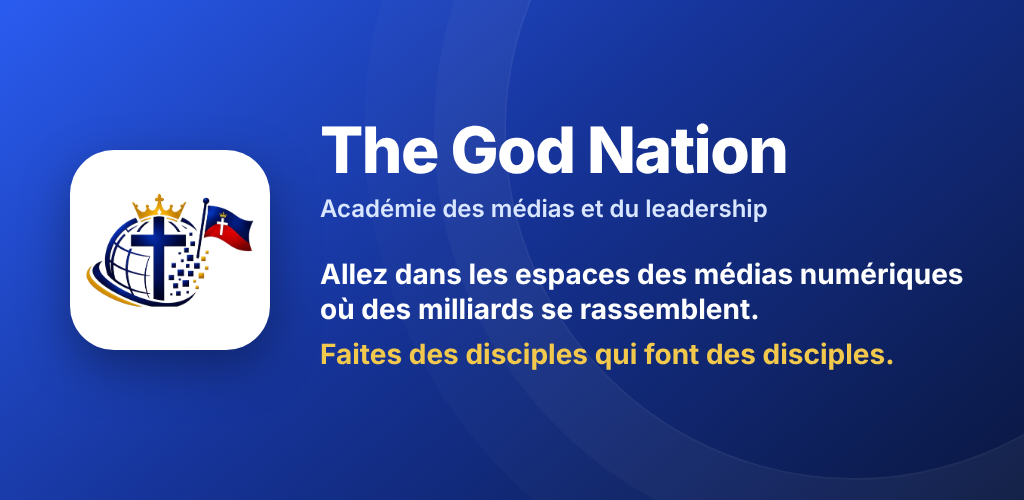 The God Nation
Académie des médias et du leadership
Allez dans les espaces des médias numériques
où des milliards se rassemblent.
Faites des disciples qui font des disciples.